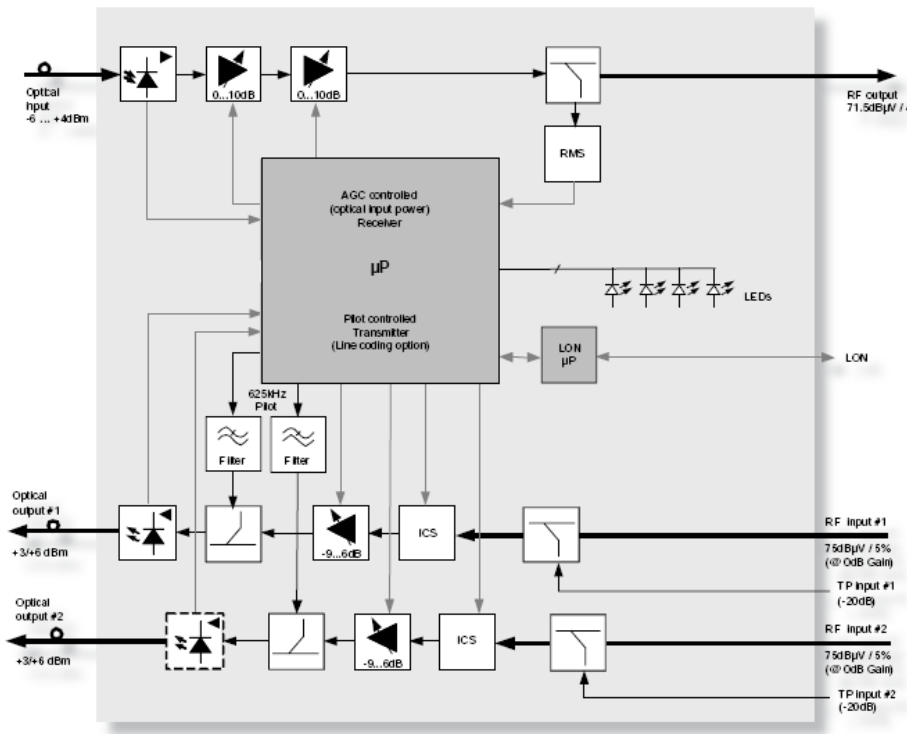 Optical
input
-6 ... +4dBm
0...10dB
0...10dB
RF output
71.5dBµV /
RMS
AGC controlled
(optical input power)
Receiver
µP
Pilot controlled
Transmitter
(Line coding option)
LEDs
LON
µP
LON
625kHz
Pilot
Filter
Filter
Optical
output #1
+3/+6 dBm
-9...6dB
ICS
RF input #1
75dBµV / 5%
(@ 0dB Gain)
TP input #1
(-20dB)
Optical
output #2
+3/+6 dBm
-9...6dB
ICS
RF input #2
75dBµV / 5%
(@ 0dB Gain)
TP input #2
(-20dB)